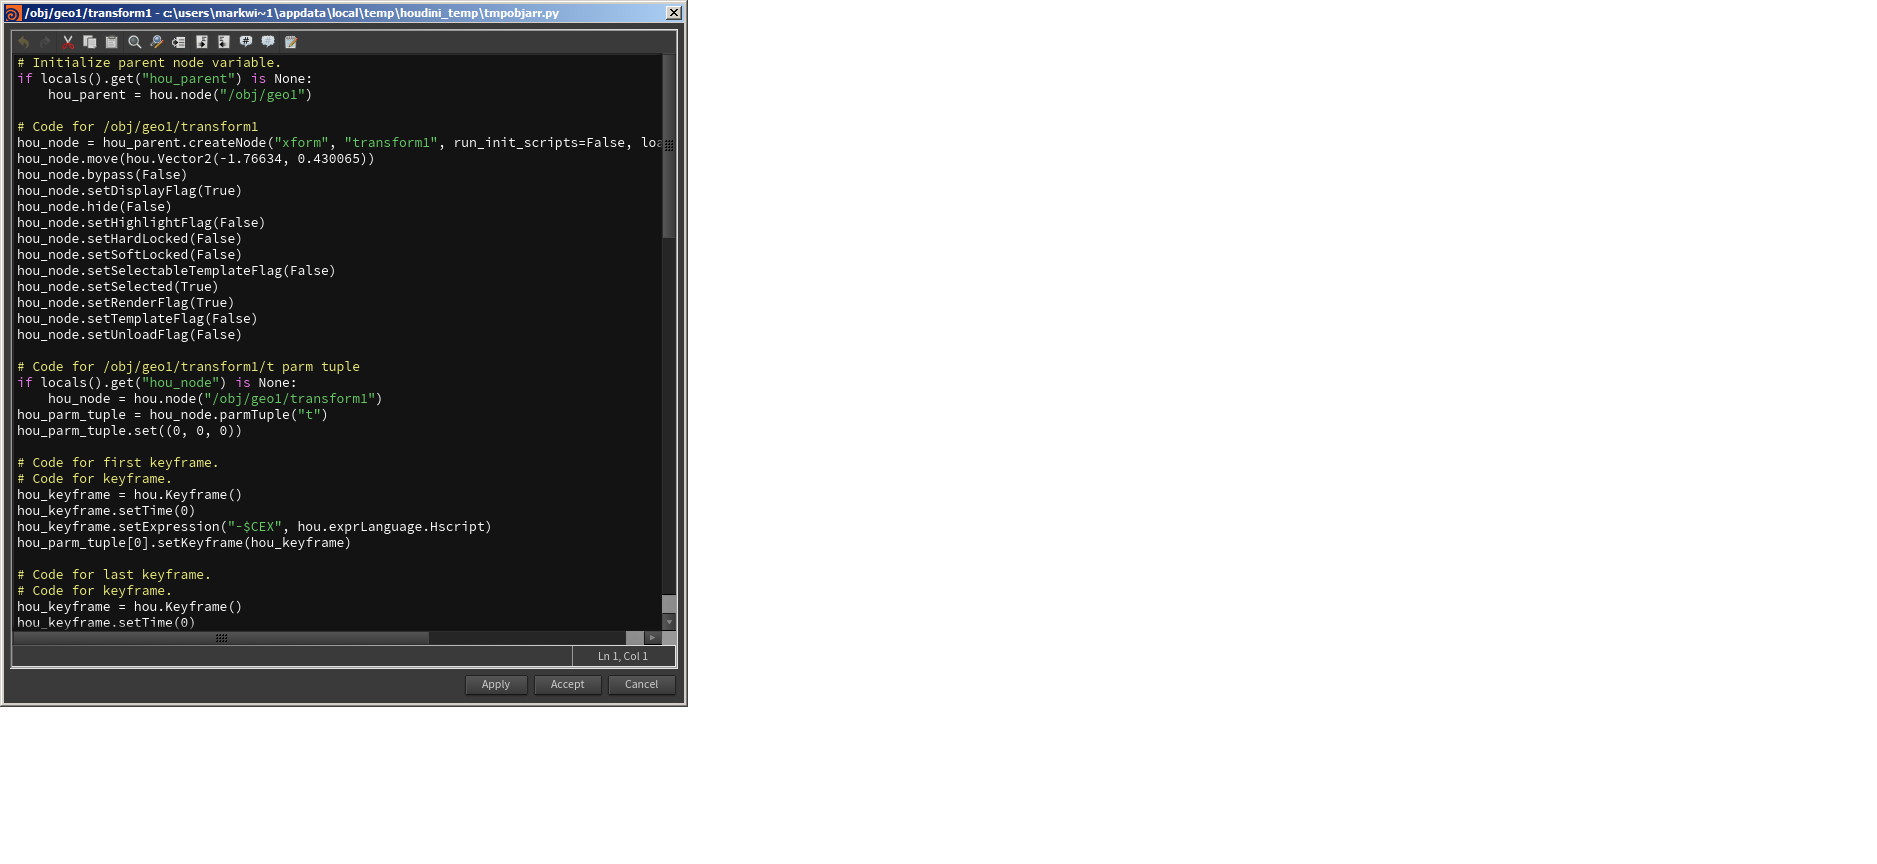 /obj/geo1/transform1 - c:\users\markwi~1\appdata\local\temp\houdini_temp\tmpobjarr.py
# Initialize parent node variable.
if locals().get("hou_parent") is None:
    hou_parent = hou.node("/obj/geo1")
# Code for /obj/geo1/transform1
hou_node = hou_parent.createNode("xform", "transform1", run_init_scripts=False, loa
hou_node.move(hou.Vector2(-1.76634, 0.430065))
hou_node.bypass(False)
hou_node.setDisplayFlag(True)
hou_node.hide(False)
hou_node.setHighlightFlag(False)
hou_node.setHardLocked(False)
hou_node.setSoftLocked(False)
hou_node.setSelectableTemplateFlag(False)
hou_node.setSelected(True)
hou_node.setRenderFlag(True)
hou_node.setTemplateFlag(False)
hou_node.setUnloadFlag(False)
# Code for /obj/geo1/transform1/t parm tuple
if locals().get("hou_node") is None:
    hou_node = hou.node("/obj/geo1/transform1")
hou_parm_tuple = hou_node.parmTuple("t")
hou_parm_tuple.set((0, 0, 0))
# Code for first keyframe.
# Code for keyframe.
hou_keyframe = hou.Keyframe()
hou_keyframe.setTime(0)
hou_keyframe.setExpression("-$CEX", hou.exprLanguage.Hscript)
hou_parm_tuple[0].setKeyframe(hou_keyframe)
# Code for last keyframe.
# Code for keyframe.
hou_keyframe = hou.Keyframe()
hou_keyframe.setTime(0)
Ln 1, Col 1
Apply Accept Cancel